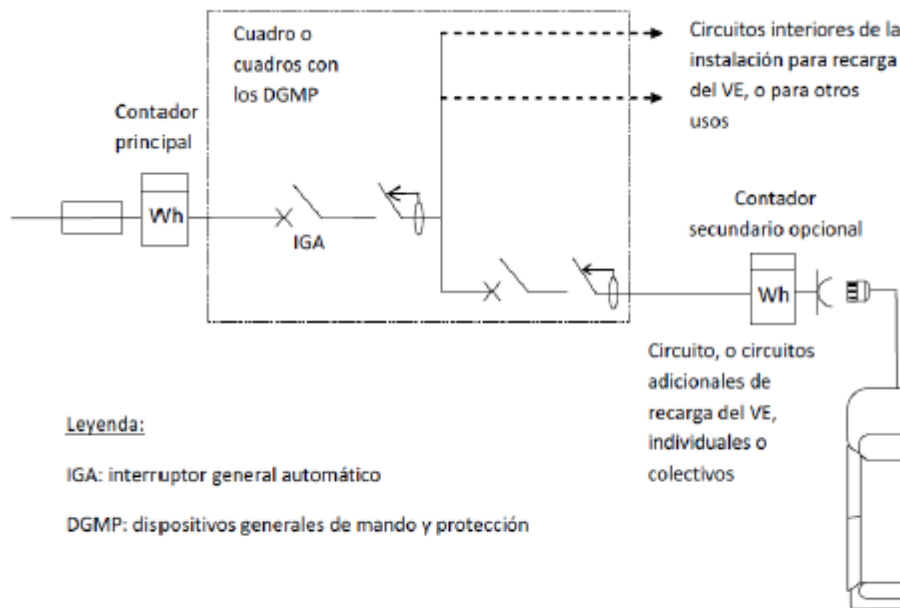 Cuadro o
cuadros con
los DGMP
Circuitos interiores de la
instalación para recarga
del VE, o para otros
usos
Contador
principal
Wh
IGA
Contador
secundario opcional
Wh
Circuito, o circuitos
adicionales de
recarga del VE,
individuales o
colectivos
Leyenda:
IGA: interruptor general automático
DGMP: dispositivos generales de mando y protección